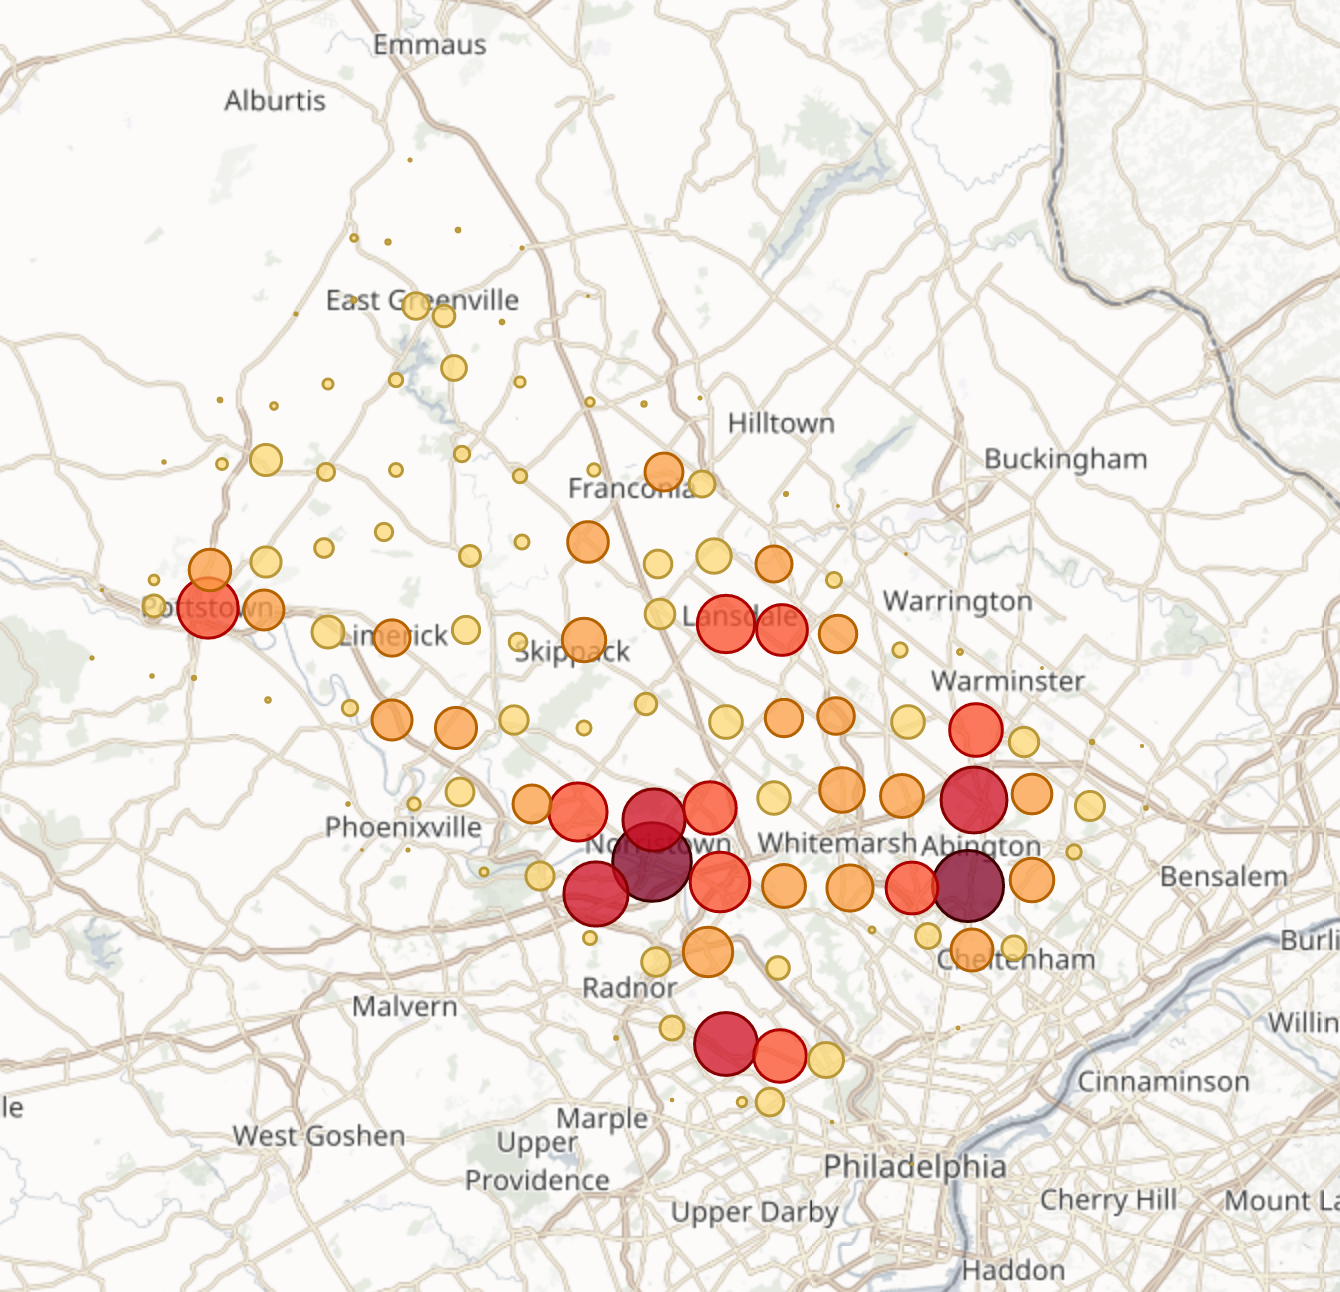 Emmaus
Alburtis
East Greenville
Hilltown
Buckingham
Franconia
Warrington
Pottstown
Lansdale
Limerick
Skippack
Warminster
Phoenixville
Norristown
Whitemarsh
Abington
Bensalem
Burli
Cheltenham
Radnor
Malvern
Willin
Cinnaminson
le
Marple
West Goshen
Upper
Providence
Philadelphia
Cherry Hill
Mount La
Upper Darby
Haddon